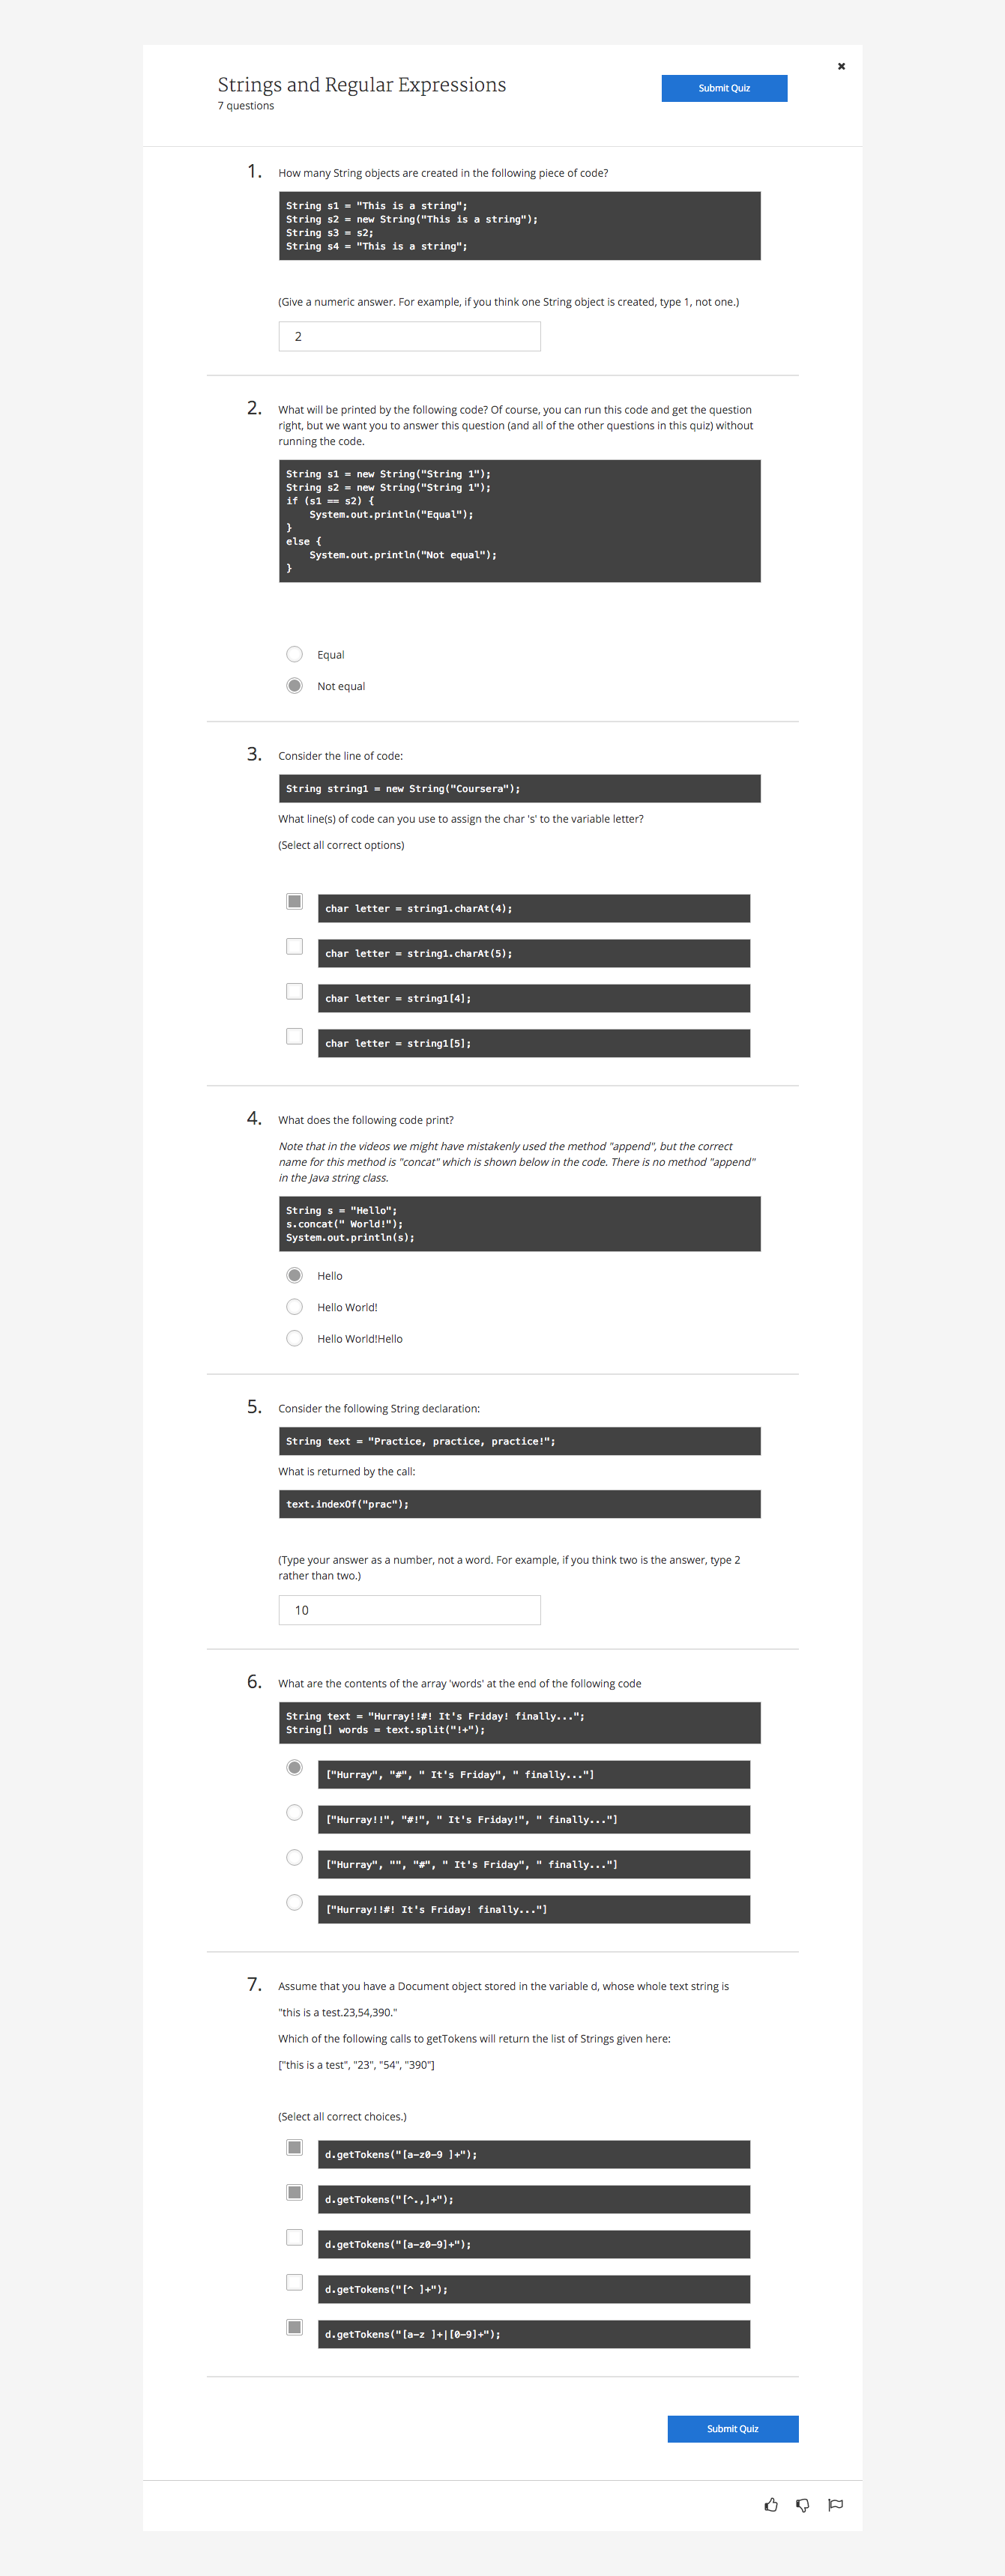 Strings and Regular Expressions
7 questions
Submit Quiz
1.
How many String objects are created in the following piece of code?
String s1 = "This is a string";
String s2 = new String("This is a string");
String s3 = s2;
String s4 = "This is a string";
(Give a numeric answer. For example, if you think one String object is created, type 1, not one.)
2
2.
What will be printed by the following code? Of course, you can run this code and get the question
right, but we want you to answer this question (and all of the other questions in this quiz) without
running the code.
String s1 = new String("String 1");
String s2 = new String("String 1");
if (s1 == s2) {
System.out.println("Equal");
}
else {
System.out.println("Not equal");
}
Equal
Not equal
3.
Consider the line of code:
String string1 = new String("Coursera");
What line(s) of code can you use to assign the char 's' to the variable letter?
(Select all correct options)
char letter = string1.charAt(4);
char letter = string1.charAt(5);
char letter = string1[4];
char letter = string1[5];
4.
What does the following code print?
Note that in the videos we might have mistakenly used the method "append", but the correct
name for this method is "concat" which is shown below in the code. There is no method "append"
in the Java string class.
String s = "Hello";
s.concat(" World!");
System.out.println(s);
Hello
Hello World!
Hello World!Hello
5.
Consider the following String declaration:
String text = "Practice, practice, practice!";
What is returned by the call:
text.indexOf("prac");
(Type your answer as a number, not a word. For example, if you think two is the answer, type 2
rather than two.)
10
6.
What are the contents of the array 'words' at the end of the following code
String text = "Hurray!!#! It's Friday! finally...";
String[] words = text.split("!+");
["Hurray", "#", " It's Friday", " finally..."]
["Hurray!!", "#!", " It's Friday!", " finally..."]
["Hurray", "", "#", " It's Friday", " finally..."]
["Hurray!!#! It's Friday! finally..."]
7.
Assume that you have a Document object stored in the variable d, whose whole text string is
"this is a test.23,54,390."
Which of the following calls to getTokens will return the list of Strings given here:
["this is a test", "23", "54", "390"]
(Select all correct choices.)
d.getTokens("[a-z0-9 ]+");
d.getTokens("[^.,]+");
d.getTokens("[a-z0-9]+");
d.getTokens("[^ ]+");
d.getTokens("[a-z ]+|[0-9]+");
Submit Quiz